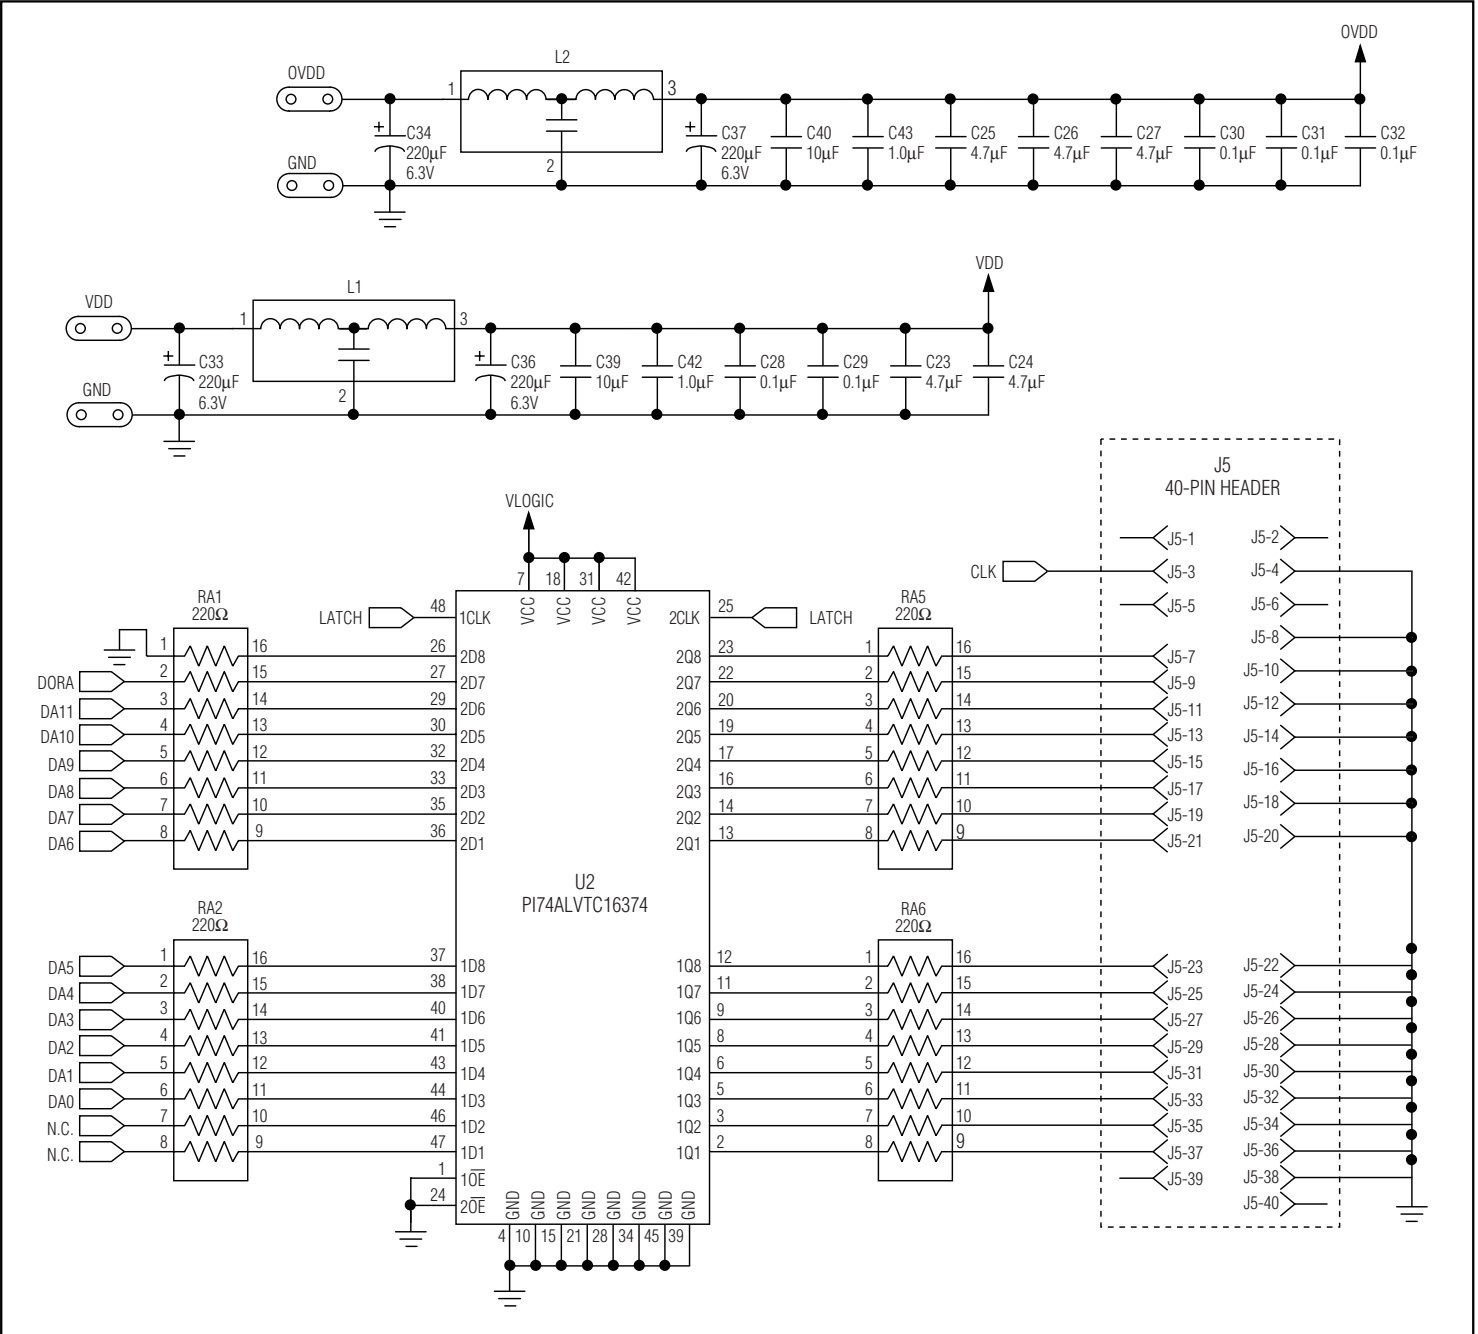 OVDD
L2
OVDD
1
3
2
GND
+
C34
220µF
6.3V
+
C37
220µF
6.3V
C40
10µF
C43
1.0µF
C25
4.7µF
C26
4.7µF
C27
4.7µF
C30
0.1µF
C31
0.1µF
C32
0.1µF
VDD
L1
VDD
1
3
2
GND
+
C33
220µF
6.3V
+
C36
220µF
6.3V
C39
10µF
C42
1.0µF
C28
0.1µF
C29
0.1µF
C23
4.7µF
C24
4.7µF
J5
40-PIN HEADER
VLOGIC
7 18 31 42
VCC VCC VCC VCC
LATCH 48 1CLK
2CLK 25 LATCH
CLK
RA1
220Ω
RA5
220Ω
1 16 26 2D8
DORA 2 15 27 2D7
DA11 3 14 29 2D6
DA10 4 13 30 2D5
DA9 5 12 32 2D4
DA8 6 11 33 2D3
DA7 7 10 35 2D2
DA6 8 9 36 2D1
2Q8 23 1 16 J5-7
2Q7 22 2 15 J5-9
2Q6 20 3 14 J5-11
2Q5 19 4 13 J5-13
2Q4 17 5 12 J5-15
2Q3 16 6 11 J5-17
2Q2 14 7 10 J5-19
2Q1 13 8 9 J5-21
U2
PI74ALVTC16374
RA2
220Ω
RA6
220Ω
DA5 1 16 37 1D8
DA4 2 15 38 1D7
DA3 3 14 40 1D6
DA2 4 13 41 1D5
DA1 5 12 43 1D4
DA0 6 11 44 1D3
N.C. 7 10 46 1D2
N.C. 8 9 47 1D1
1 1O̅E̅
24 2O̅E̅
1Q8 12 1 16 J5-23
1Q7 11 2 15 J5-25
1Q6 9 3 14 J5-27
1Q5 8 4 13 J5-29
1Q4 6 5 12 J5-31
1Q3 5 6 11 J5-33
1Q2 3 7 10 J5-35
1Q1 2 8 9 J5-37
J5-39
GND GND GND GND GND GND GND GND
4 10 15 21 28 34 45 39
J5-1 J5-2
J5-3 J5-4
J5-5 J5-6
J5-8
J5-10
J5-12
J5-14
J5-16
J5-18
J5-20
J5-22
J5-24
J5-26
J5-28
J5-30
J5-32
J5-34
J5-36
J5-38
J5-40